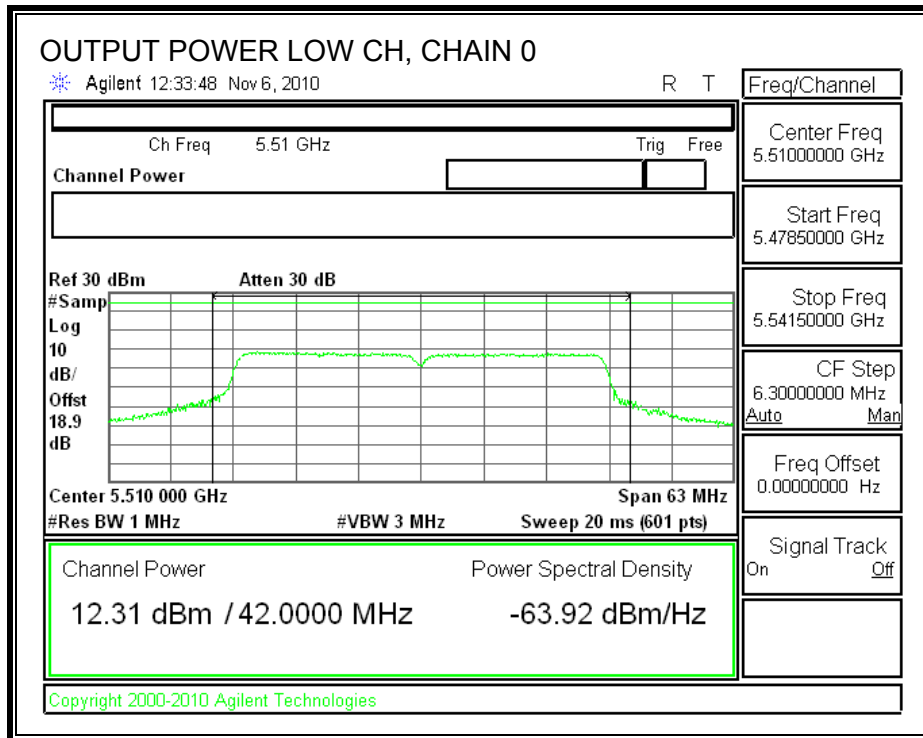 OUTPUT POWER LOW CH, CHAIN 0
Agilent 12:33:48 Nov 6, 2010 R T
Freq/Channel
Ch Freq 5.51 GHz Trig Free
Channel Power
Center Freq
5.51000000 GHz
Start Freq
5.47850000 GHz
Stop Freq
5.54150000 GHz
CF Step
6.30000000 MHz
Auto Man
Freq Offset
0.00000000 Hz
Signal Track
On Off
Ref 30 dBm Atten 30 dB
#Samp
Log
10
dB/
Offst
18.9
dB
Center 5.510 000 GHz Span 63 MHz
#Res BW 1 MHz #VBW 3 MHz Sweep 20 ms (601 pts)
Channel Power Power Spectral Density
12.31 dBm / 42.0000 MHz -63.92 dBm/Hz
Copyright 2000-2010 Agilent Technologies